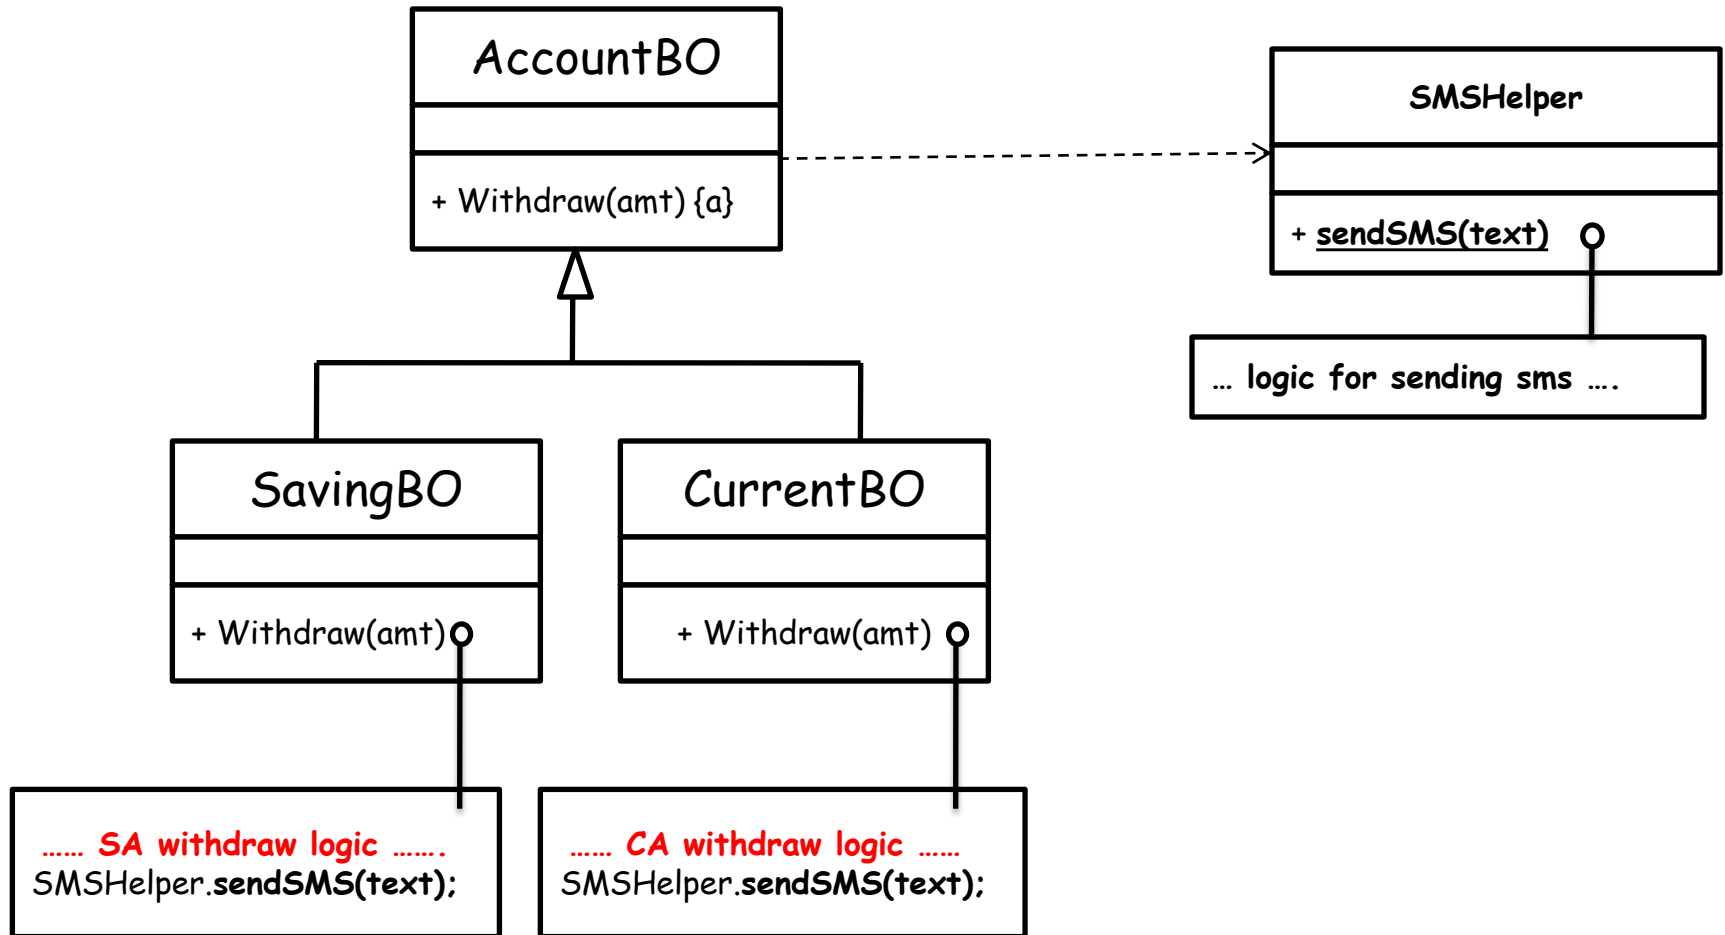 AccountBO
+ Withdraw(amt) {a}
SMSHelper
+ sendSMS(text)
… logic for sending sms ….
SavingBO
+ Withdraw(amt)
CurrentBO
+ Withdraw(amt)
…… SA withdraw logic …….
SMSHelper.sendSMS(text);
…… CA withdraw logic ……
SMSHelper.sendSMS(text);